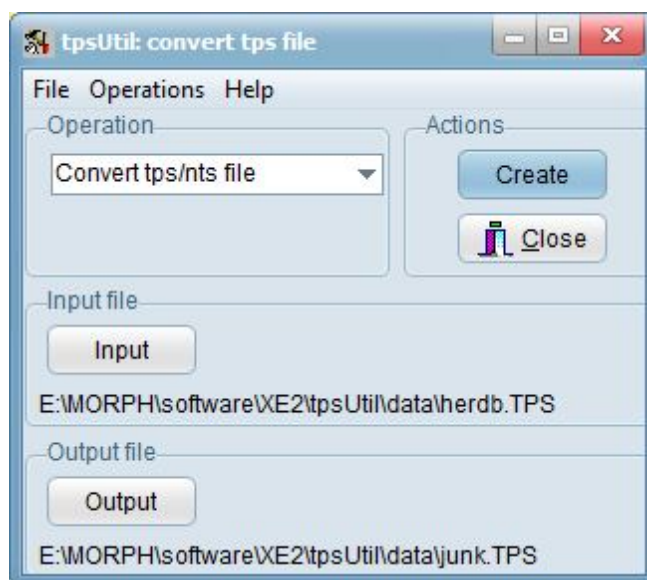 tpsUtil: convert tps file
File Operations Help
Operation
Convert tps/nts file
Actions
Create
Close
Input file
Input
E:\MORPH\software\XE2\tpsUtil\data\herdb.TPS
Output file
Output
E:\MORPH\software\XE2\tpsUtil\data\junk.TPS